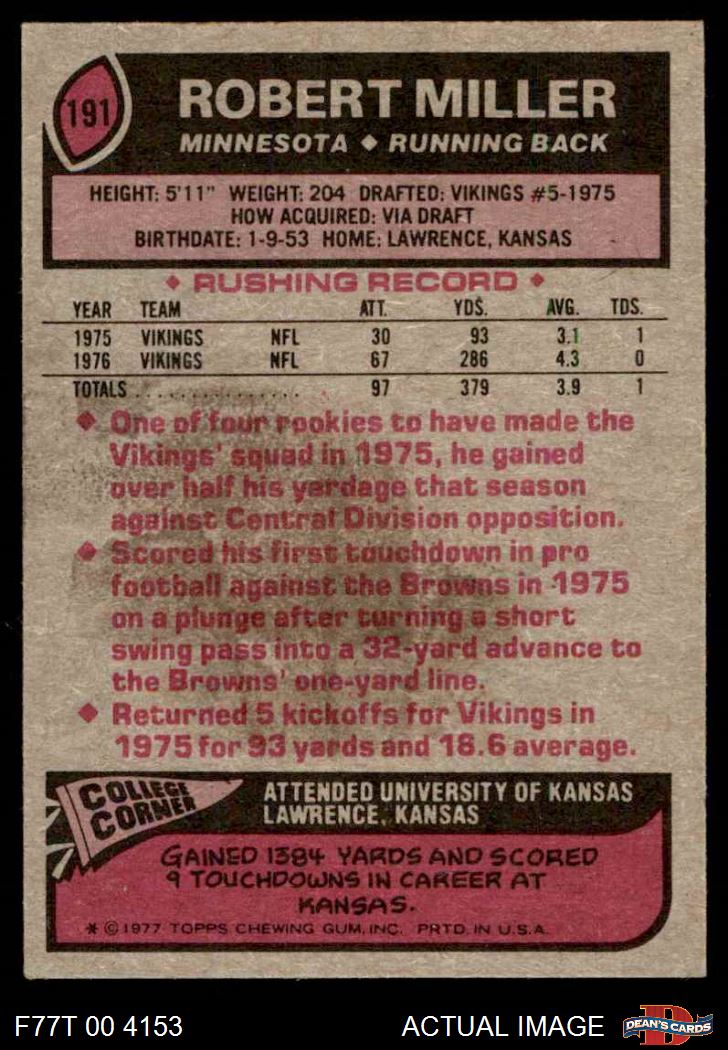 191
ROBERT MILLER
MINNESOTA ◆ RUNNING BACK
HEIGHT: 5'11" WEIGHT: 204 DRAFTED: VIKINGS #5-1975
HOW ACQUIRED: VIA DRAFT
BIRTHDATE: 1-9-53 HOME: LAWRENCE, KANSAS
◆ RUSHING RECORD ◆
YEAR TEAM ATT. YDS. AVG. TDS.
1975 VIKINGS NFL 30 93 3.1 1
1976 VIKINGS NFL 67 286 4.3 0
TOTALS . . . . . . . . . . . . . . . 97 379 3.9 1
◆ One of four rookies to have made the
Vikings' squad in 1975, he gained
over half his yardage that season
against Central Division opposition.
◆ Scored his first touchdown in pro
football against the Browns in 1975
on a plunge after turning a short
swing pass into a 32-yard advance to
the Browns' one-yard line.
◆ Returned 5 kickoffs for Vikings in
1975 for 93 yards and 18.6 average.
COLLEGE
CORNER
ATTENDED UNIVERSITY OF KANSAS
LAWRENCE, KANSAS
GAINED 1384 YARDS AND SCORED
9 TOUCHDOWNS IN CAREER AT
KANSAS.
* © 1977 TOPPS CHEWING GUM, INC. PRTD. IN U.S.A.
F77T 00 4153 ACTUAL IMAGE
D
DEAN'S CARDS